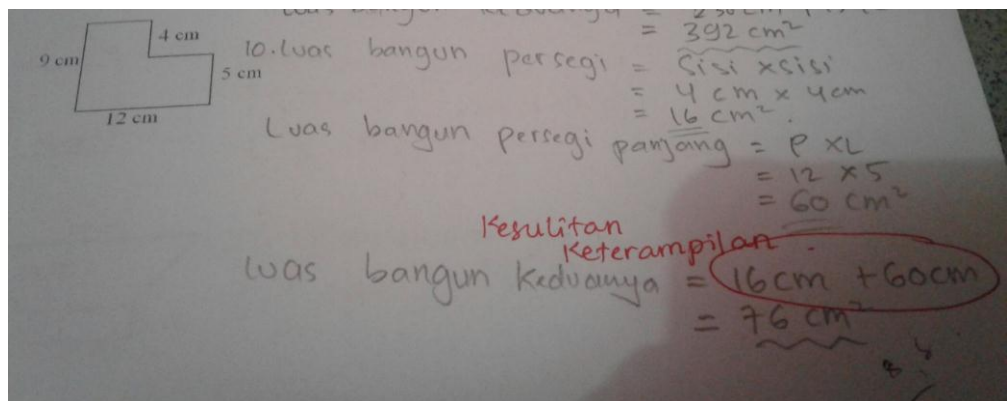 = 392 cm²
4 cm
9 cm
5 cm
12 cm
10. Luas bangun persegi = Sisi x sisi
= 4 cm x 4 cm
= 16 cm².
Luas bangun persegi panjang = P x L
= 12 x 5
= 60 cm²
Kesulitan
Keterampilan
luas bangun keduanya = 16 cm + 60 cm
= 76 cm²